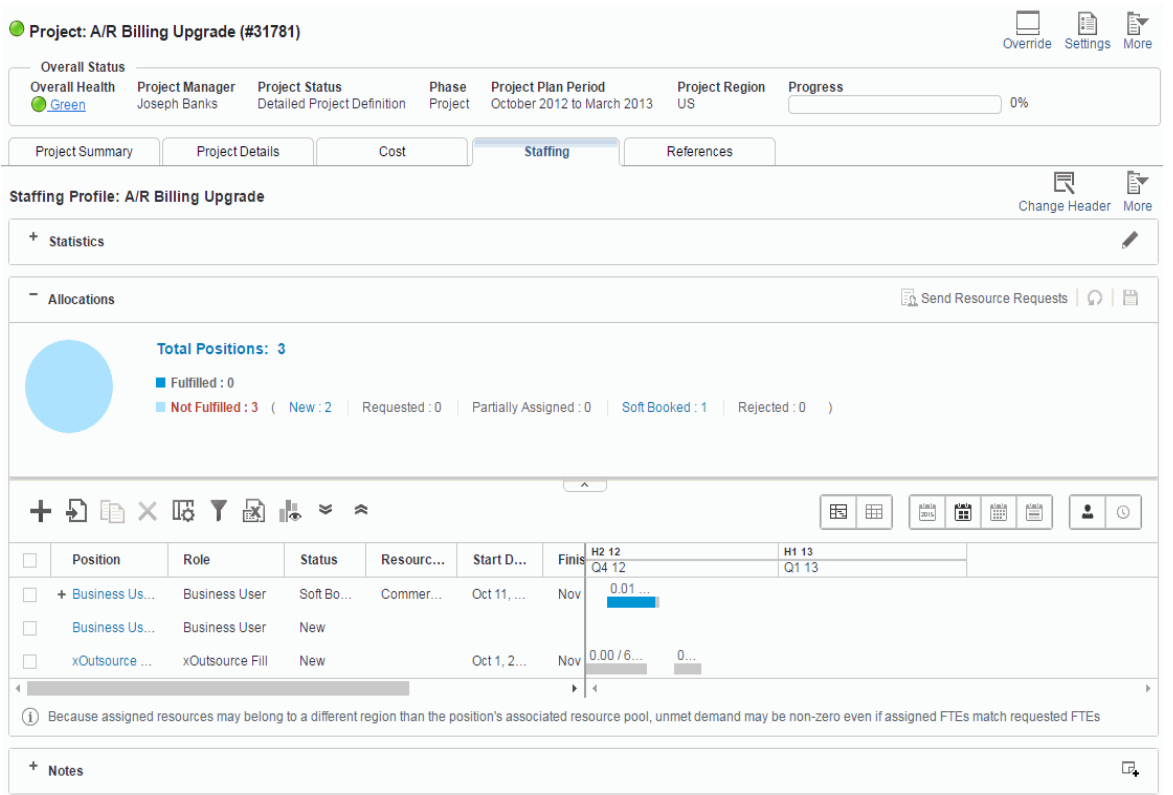 Project: A/R Billing Upgrade (#31781)
Override Settings More
Overall Status
Overall Health Project Manager Project Status Phase Project Plan Period Project Region Progress
Green Joseph Banks Detailed Project Definition Project October 2012 to March 2013 US 0%
Project Summary Project Details Cost Staffing References
Staffing Profile: A/R Billing Upgrade
Change Header More
+ Statistics
− Allocations Send Resource Requests
Total Positions: 3
Fulfilled : 0
Not Fulfilled : 3 ( New : 2 Requested : 0 Partially Assigned : 0 Soft Booked : 1 Rejected : 0 )
Position Role Status Resourc... Start D... Finis H2 12 H1 13
Q4 12 Q1 13
+ Business Us... Business User Soft Bo... Commer... Oct 11, ... Nov 0.01 ...
Business Us... Business User New
xOutsource ... xOutsource Fill New Oct 1, 2... Nov 0.00 / 6... 0...
Because assigned resources may belong to a different region than the position's associated resource pool, unmet demand may be non-zero even if assigned FTEs match requested FTEs
+ Notes